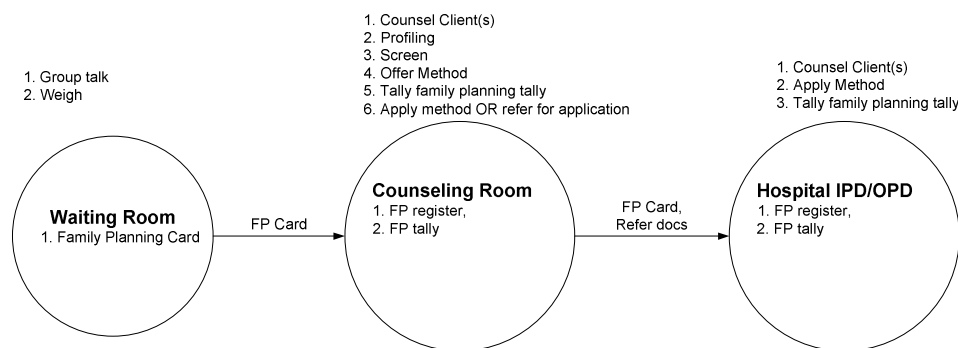 1. Group talk
2. Weigh
Waiting Room
1. Family Planning Card
FP Card
1. Counsel Client(s)
2. Profiling
3. Screen
4. Offer Method
5. Tally family planning tally
6. Apply method OR refer for application
Counseling Room
1. FP register,
2. FP tally
FP Card,
Refer docs
1. Counsel Client(s)
2. Apply Method
3. Tally family planning tally
Hospital IPD/OPD
1. FP register,
2. FP tally